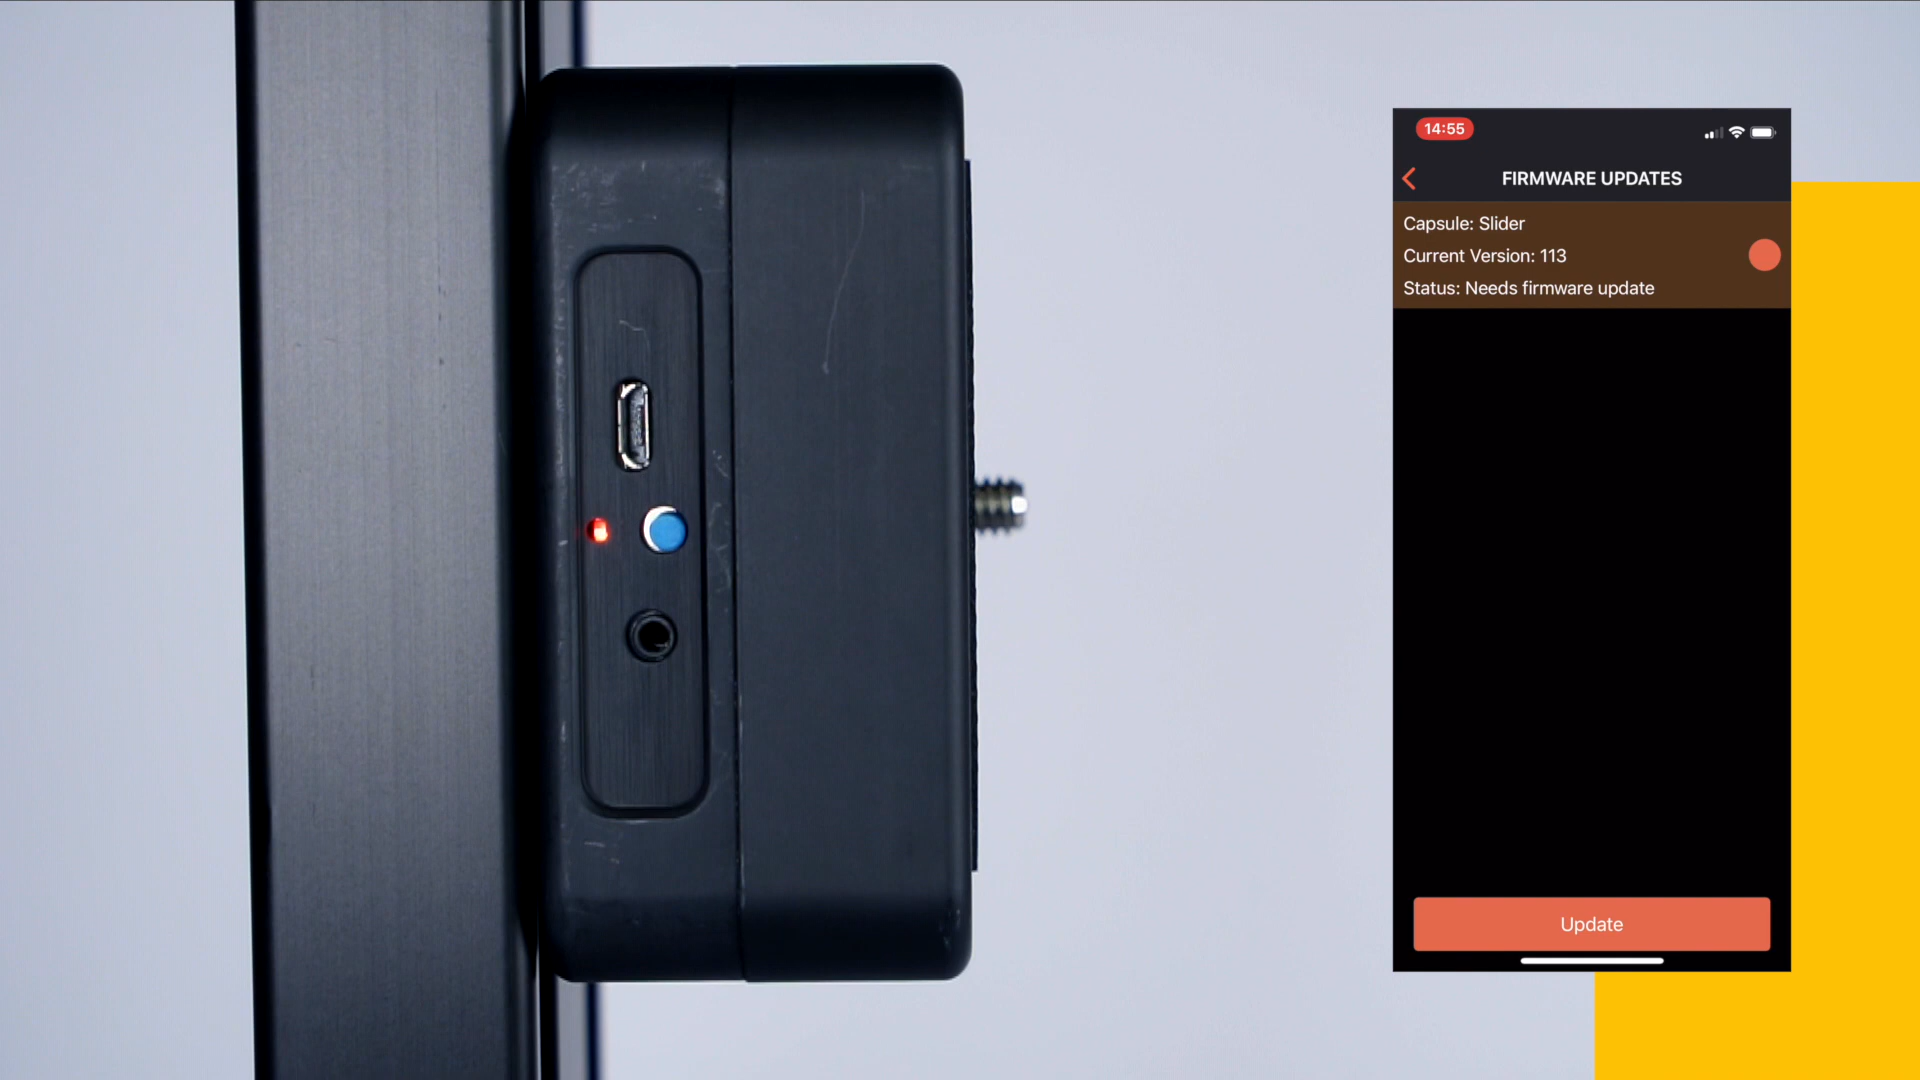 14:55
FIRMWARE UPDATES
Capsule: Slider
Current Version: 113
Status: Needs firmware update
Update